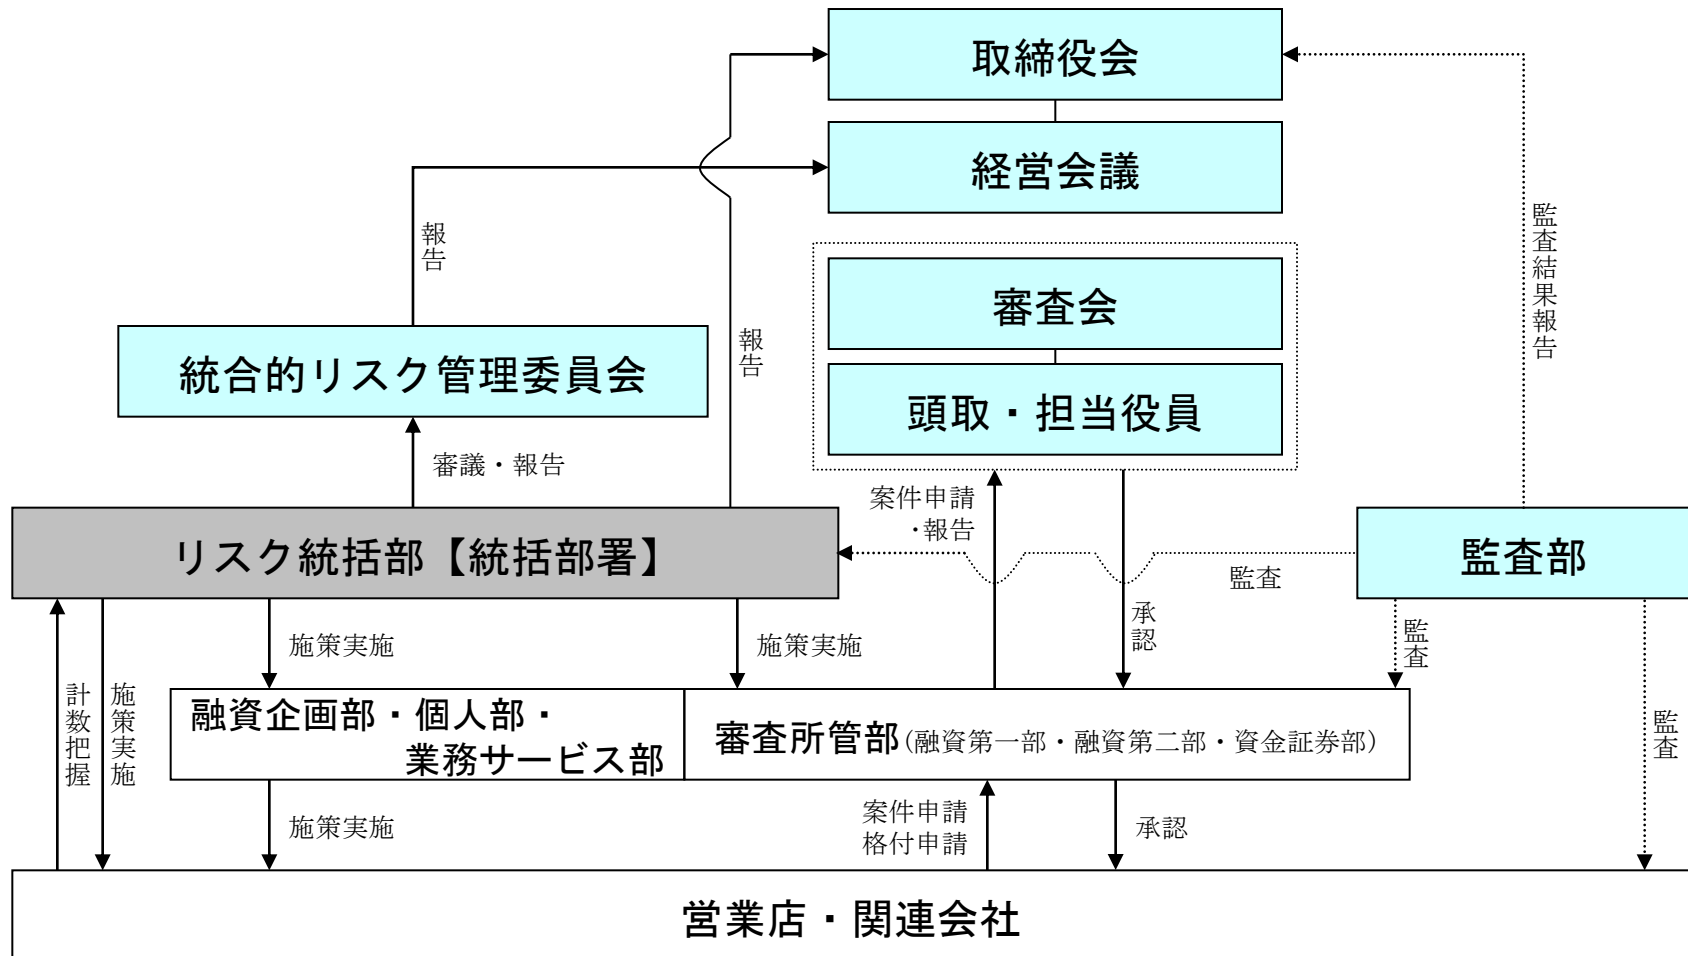 取締役会
経営会議
報告
監査結果報告
審査会
報告
統合的リスク管理委員会
頭取・担当役員
審議・報告
案件申請
・報告
リスク統括部【統括部署】
監査部
監査
承認
監査
施策実施
施策実施
計数把握
施策実施
融資企画部・個人部・
業務サービス部
審査所管部(融資第一部・融資第二部・資金証券部)
監査
施策実施
案件申請
格付申請
承認
営業店・関連会社